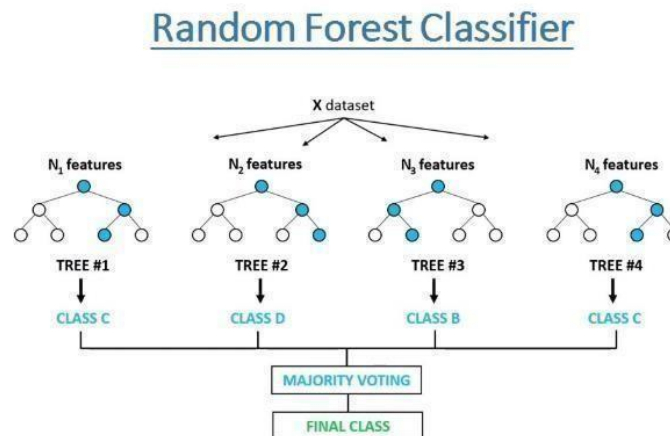 Random Forest Classifier
X dataset
N₁ features N₂ features N₃ features N₄ features
TREE #1 TREE #2 TREE #3 TREE #4
CLASS C CLASS D CLASS B CLASS C
MAJORITY VOTING
FINAL CLASS